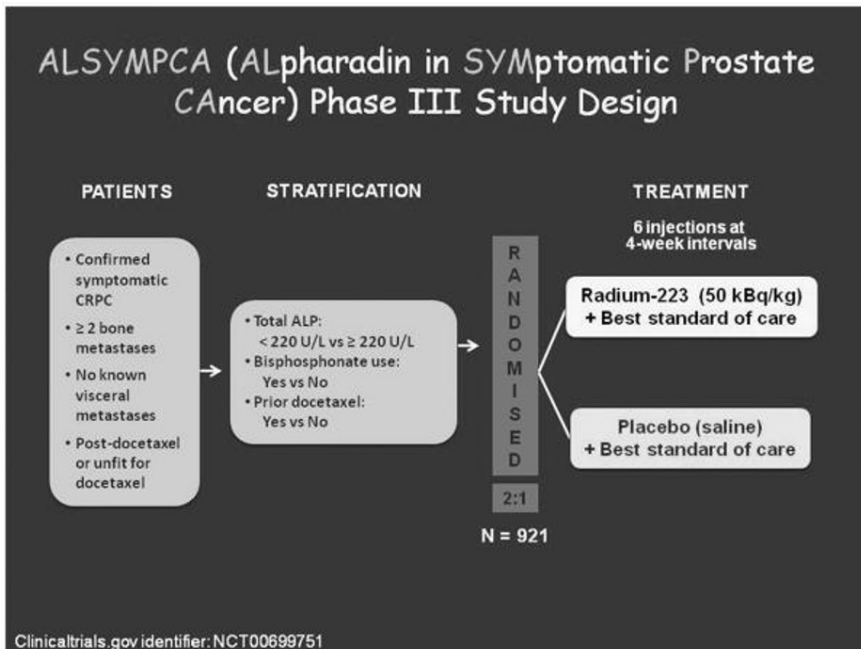 ALSYMPCA (ALpharadin in SYMptomatic Prostate
CAncer) Phase III Study Design
PATIENTS
• Confirmed
symptomatic
CRPC
• ≥ 2 bone
metastases
• No known
visceral
metastases
• Post-docetaxel
or unfit for
docetaxel
STRATIFICATION
• Total ALP:
< 220 U/L vs ≥ 220 U/L
• Bisphosphonate use:
Yes vs No
• Prior docetaxel:
Yes vs No
RANDOMISED
2:1
N = 921
TREATMENT
6 injections at
4-week intervals
Radium-223 (50 kBq/kg)
+ Best standard of care
Placebo (saline)
+ Best standard of care
Clinicaltrials.gov identifier: NCT00699751